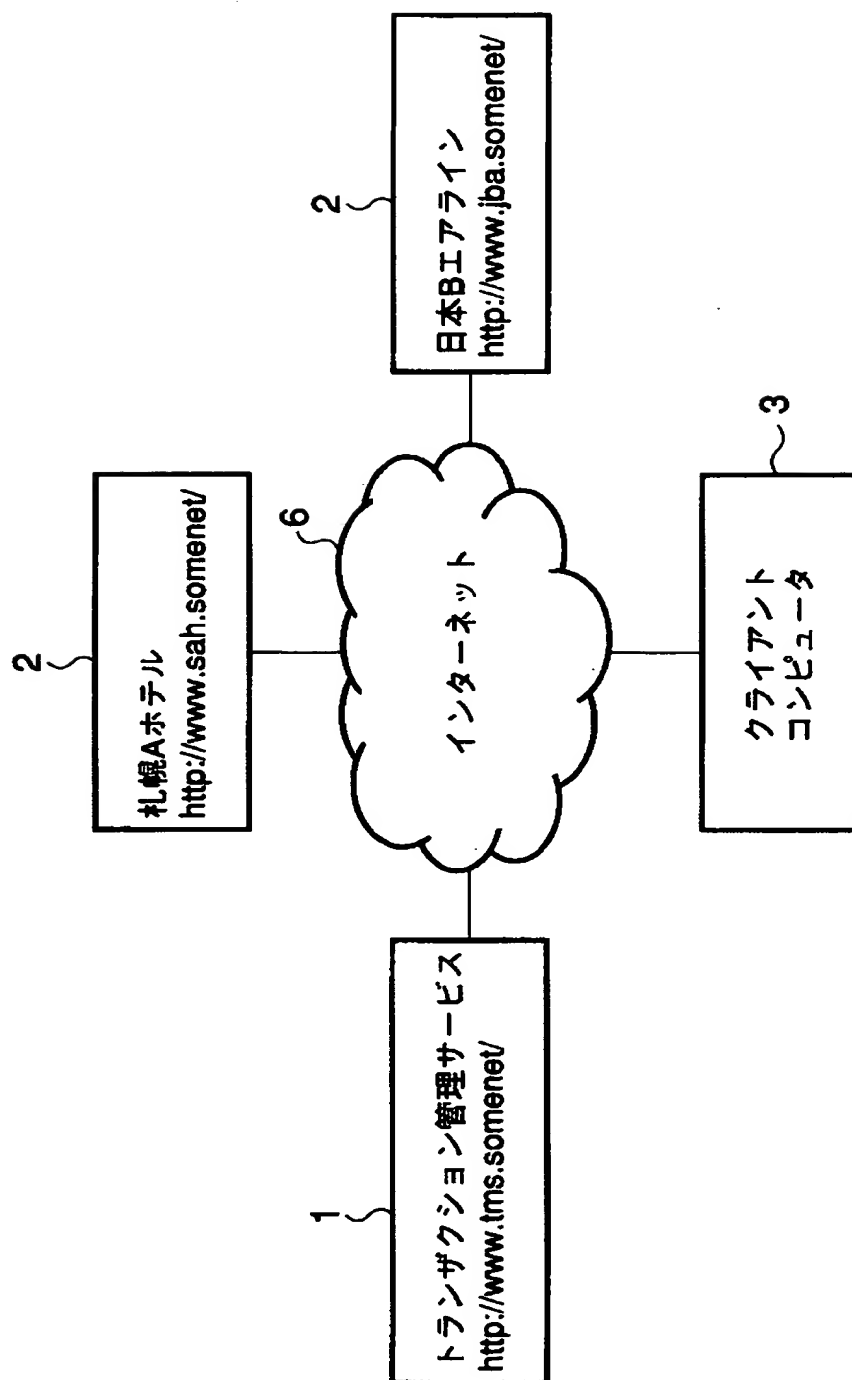 2
札幌Aホテル
http://www.sah.somenet/
1
トランザクション管理サービス
http://www.tms.somenet/
6
インターネット
2
日本Bエアライン
http://www.jba.somenet/
3
クライアント
コンピュータ